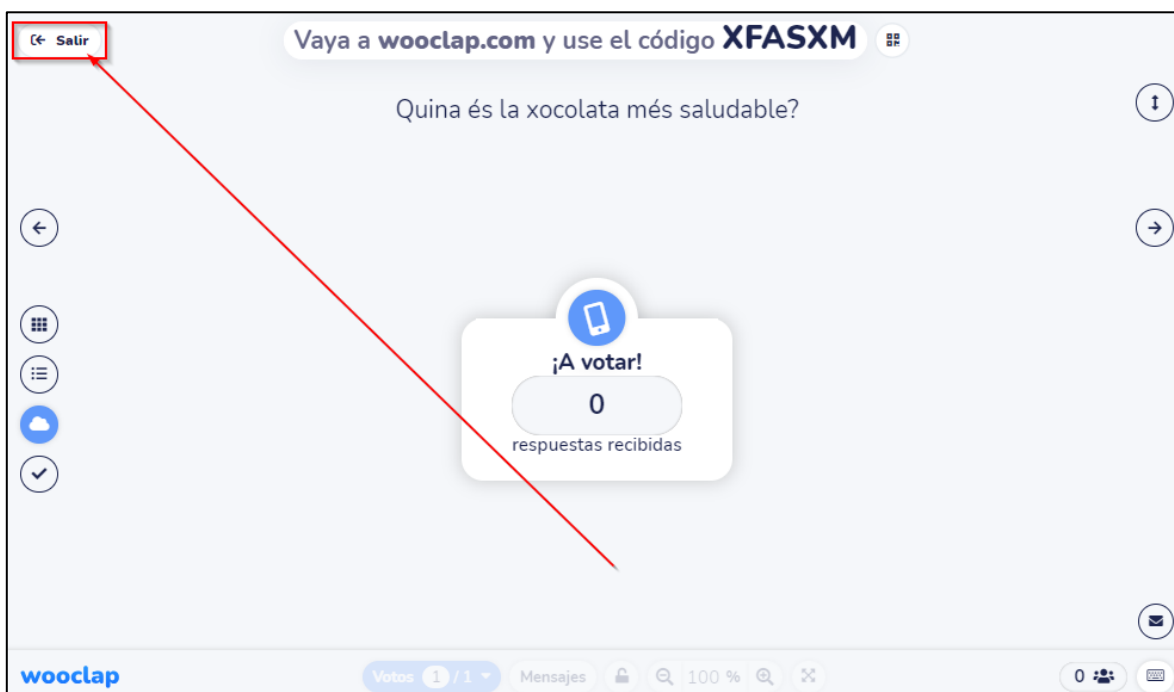 Salir
Vaya a wooclap.com y use el código XFASXM
Quina és la xocolata més saludable?
¡A votar!
0
respuestas recibidas
wooclap
Votos 1 / 1
Mensajes
100 %
0